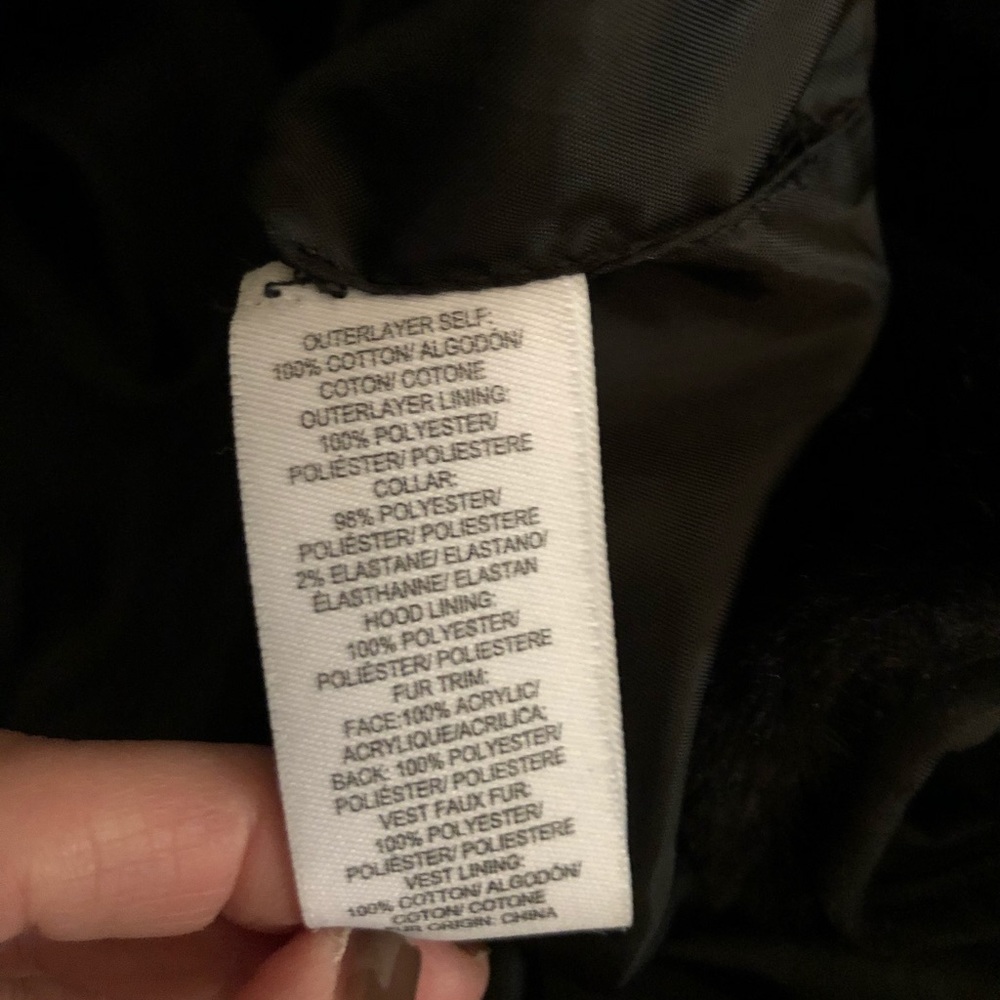 OUTERLAYER SELF:
100% COTTON/ ALGODÓN/
COTON/ COTONE
OUTERLAYER LINING:
100% POLYESTER/
POLIÉSTER/ POLIESTERE
COLLAR:
98% POLYESTER/
POLIÉSTER/ POLIESTERE
2% ELASTANE/ ELASTANO/
ÉLASTHANNE/ ELASTAN
HOOD LINING:
100% POLYESTER/
POLIÉSTER/ POLIESTERE
FUR TRIM:
FACE:100% ACRYLIC/
ACRYLIQUE/ACRILICA;
BACK: 100% POLYESTER/
POLIÉSTER/ POLIESTERE
VEST FAUX FUR:
100% POLYESTER/
POLIÉSTER/ POLIESTERE
VEST LINING:
100% COTTON/ ALGODÓN/
COTON/ COTONE
FUR ORIGIN: CHINA